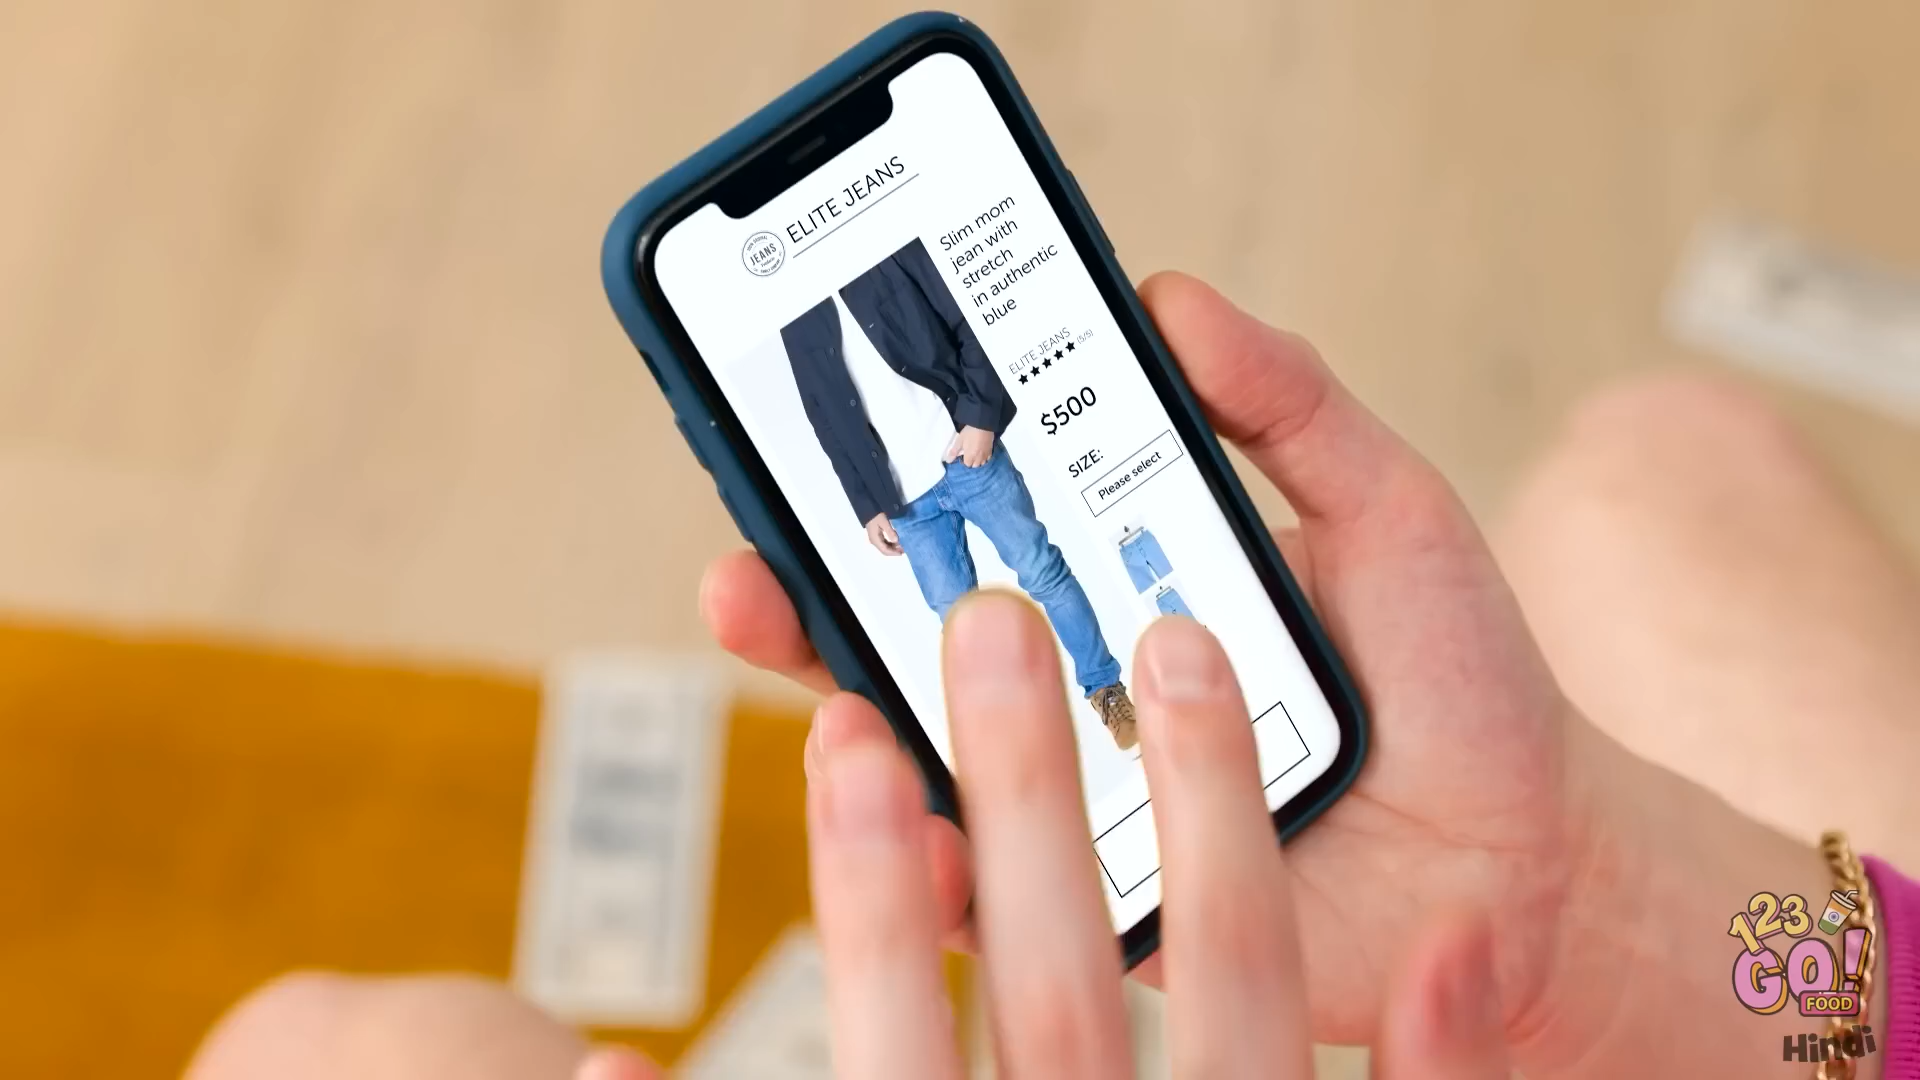 ELITE JEANS
JEANS
Slim mom
jean with
stretch
in authentic
blue
ELITE JEANS
(5/5)
$500
SIZE:
Please select
123
GO!
FOOD
Hindi